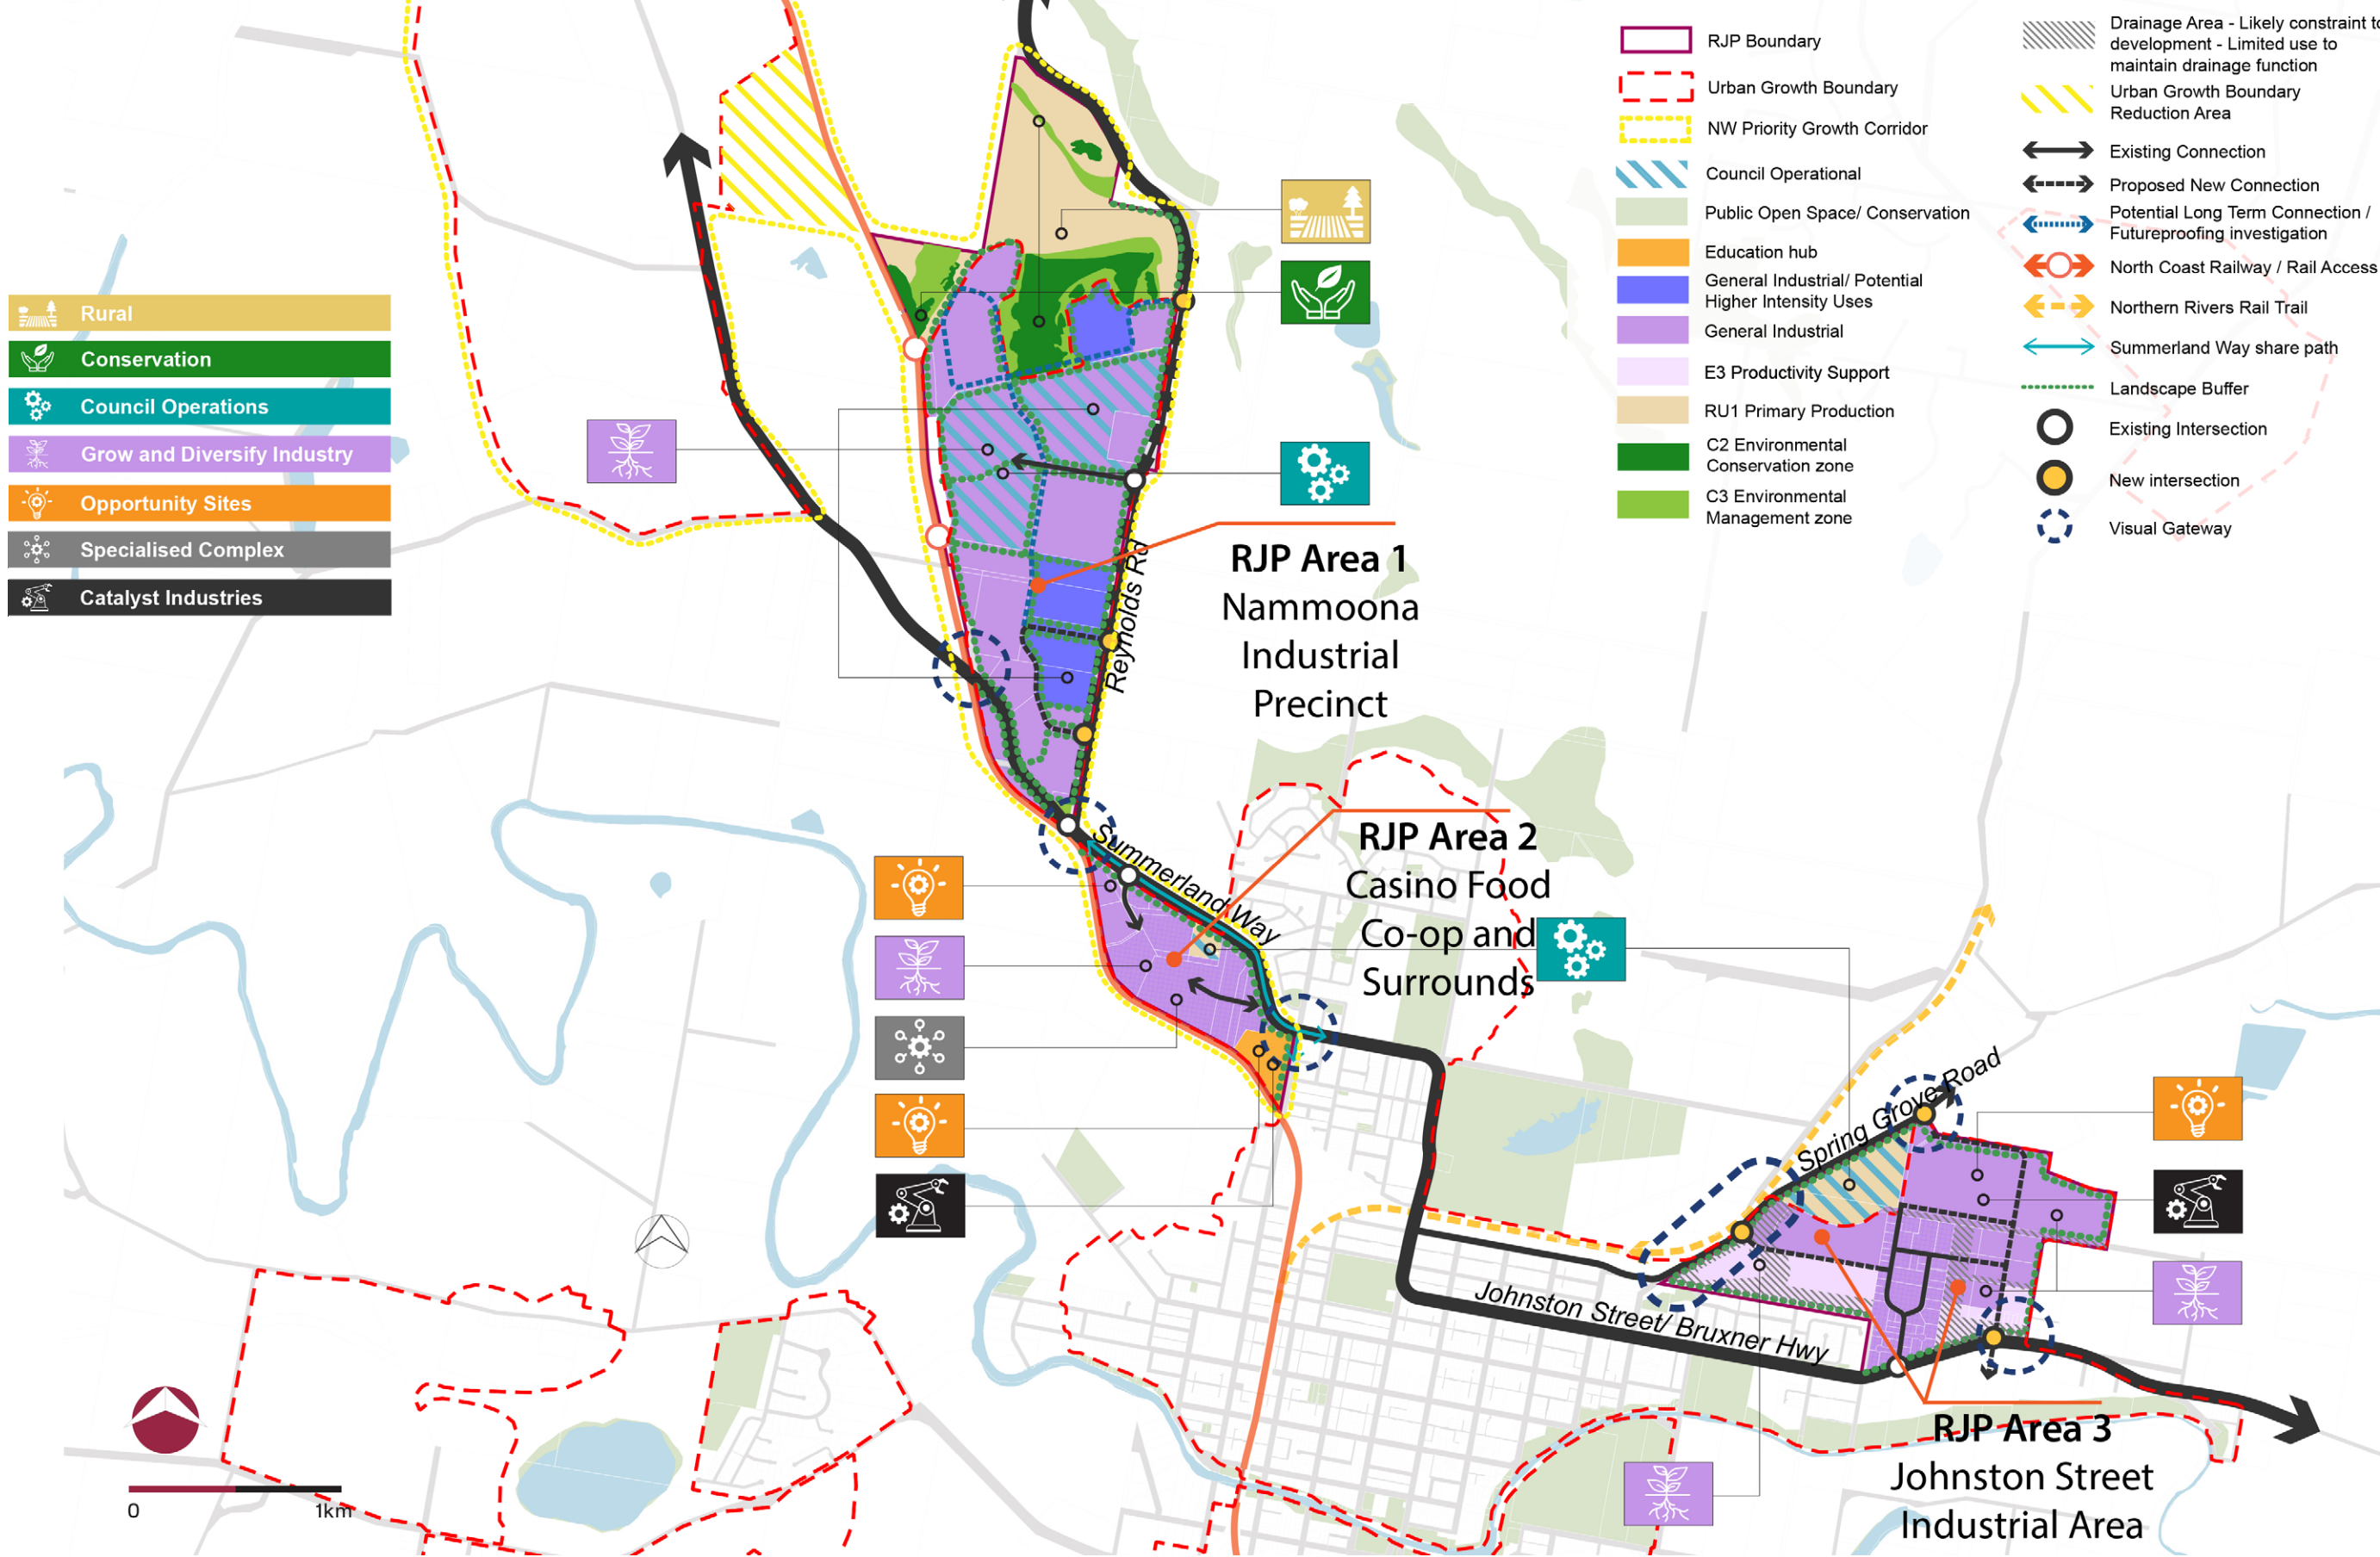 Rural
Conservation
Council Operations
Grow and Diversify Industry
Opportunity Sites
Specialised Complex
Catalyst Industries
RJP Boundary
Urban Growth Boundary
NW Priority Growth Corridor
Council Operational
Public Open Space/ Conservation
Education hub
General Industrial/ Potential
Higher Intensity Uses
General Industrial
E3 Productivity Support
RU1 Primary Production
C2 Environmental
Conservation zone
C3 Environmental
Management zone
Drainage Area - Likely constraint to
development - Limited use to
maintain drainage function
Urban Growth Boundary
Reduction Area
Existing Connection
Proposed New Connection
Potential Long Term Connection /
Futureproofing investigation
North Coast Railway / Rail Access
Northern Rivers Rail Trail
Summerland Way share path
Landscape Buffer
Existing Intersection
New intersection
Visual Gateway
RJP Area 1
Nammoona
Industrial
Precinct
Reynolds Rd
Summerland Way
RJP Area 2
Casino Food
Co-op and
Surrounds
Spring Grove Road
Johnston Street/ Bruxner Hwy
RJP Area 3
Johnston Street
Industrial Area
0 1km